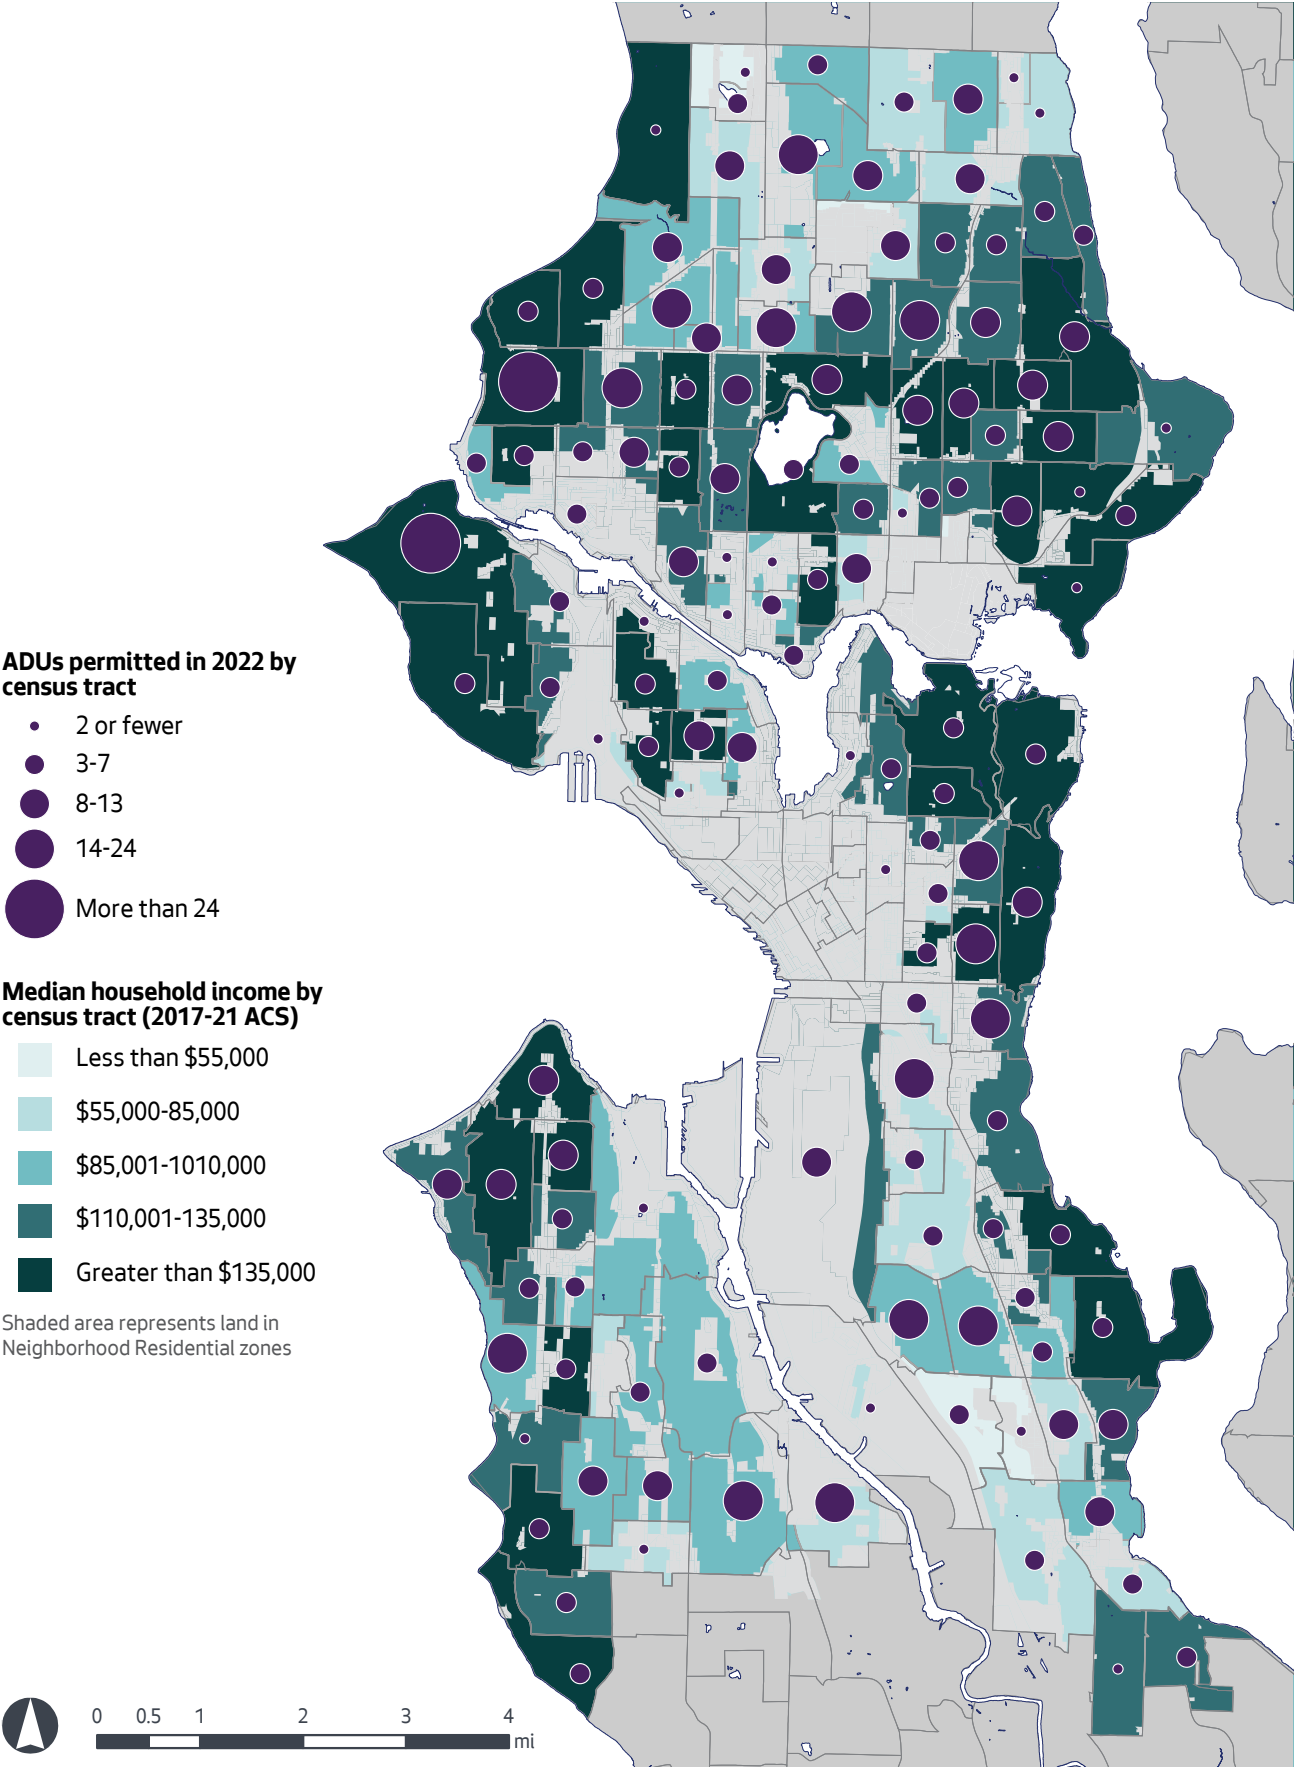 ADUs permitted in 2022 by
census tract
2 or fewer
3-7
8-13
14-24
More than 24
Median household income by
census tract (2017-21 ACS)
Less than $55,000
$55,000-85,000
$85,001-1010,000
$110,001-135,000
Greater than $135,000
Shaded area represents land in
Neighborhood Residential zones
0 0.5 1 2 3 4
mi